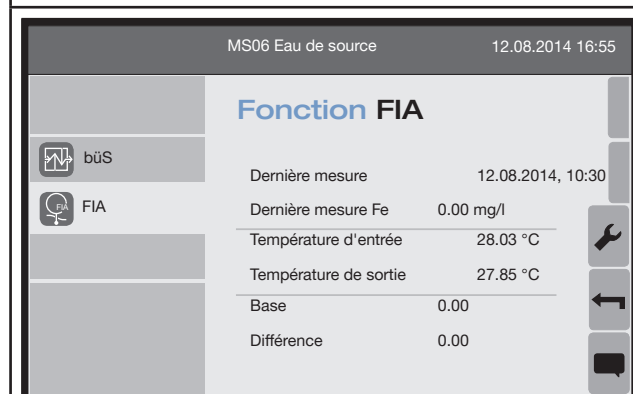 MS06 Eau de source 12.08.2014 16:55
Fonction FIA
büS
FIA
FIA
Dernière mesure 12.08.2014, 10:30
Dernière mesure Fe 0.00 mg/l
Température d'entrée 28.03 °C
Température de sortie 27.85 °C
Base 0.00
Différence 0.00